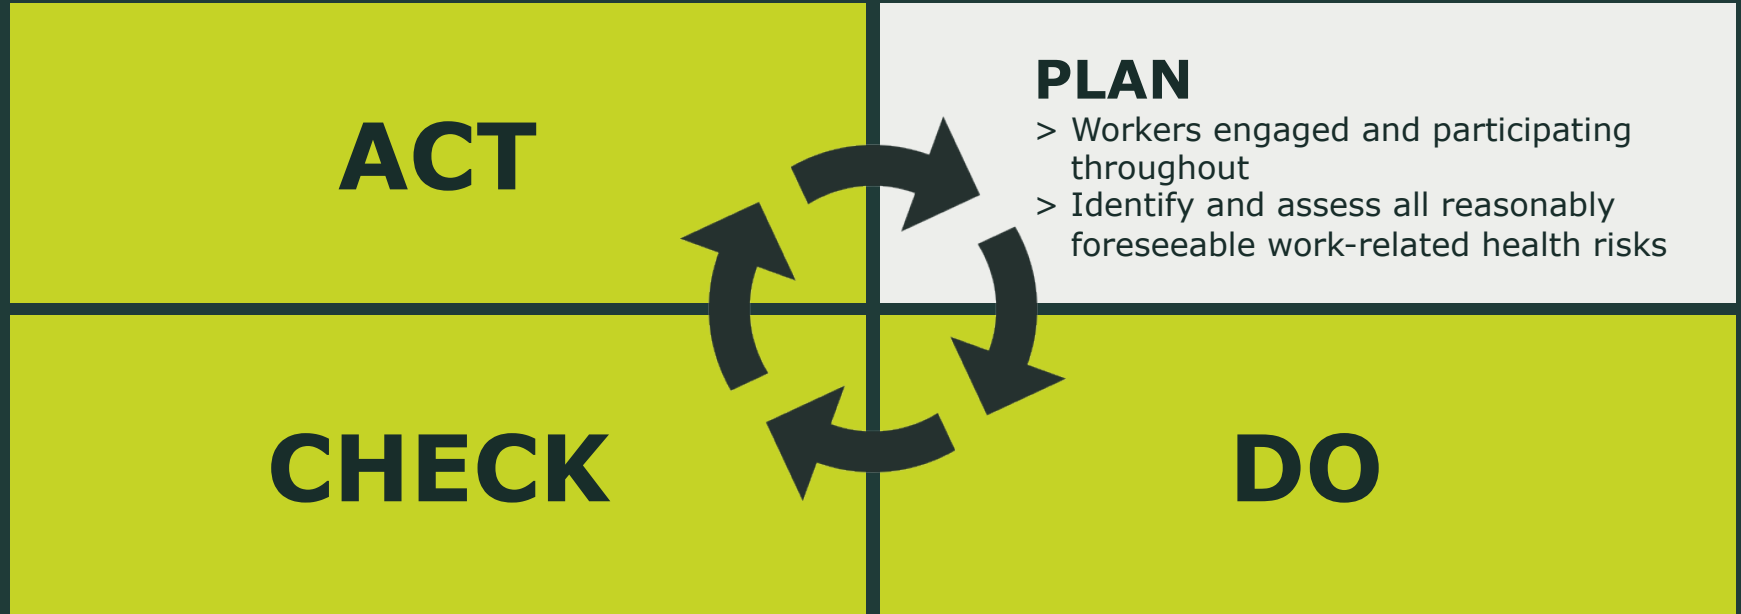 ACT
PLAN
> Workers engaged and participating
throughout
> Identify and assess all reasonably
foreseeable work-related health risks
CHECK
DO